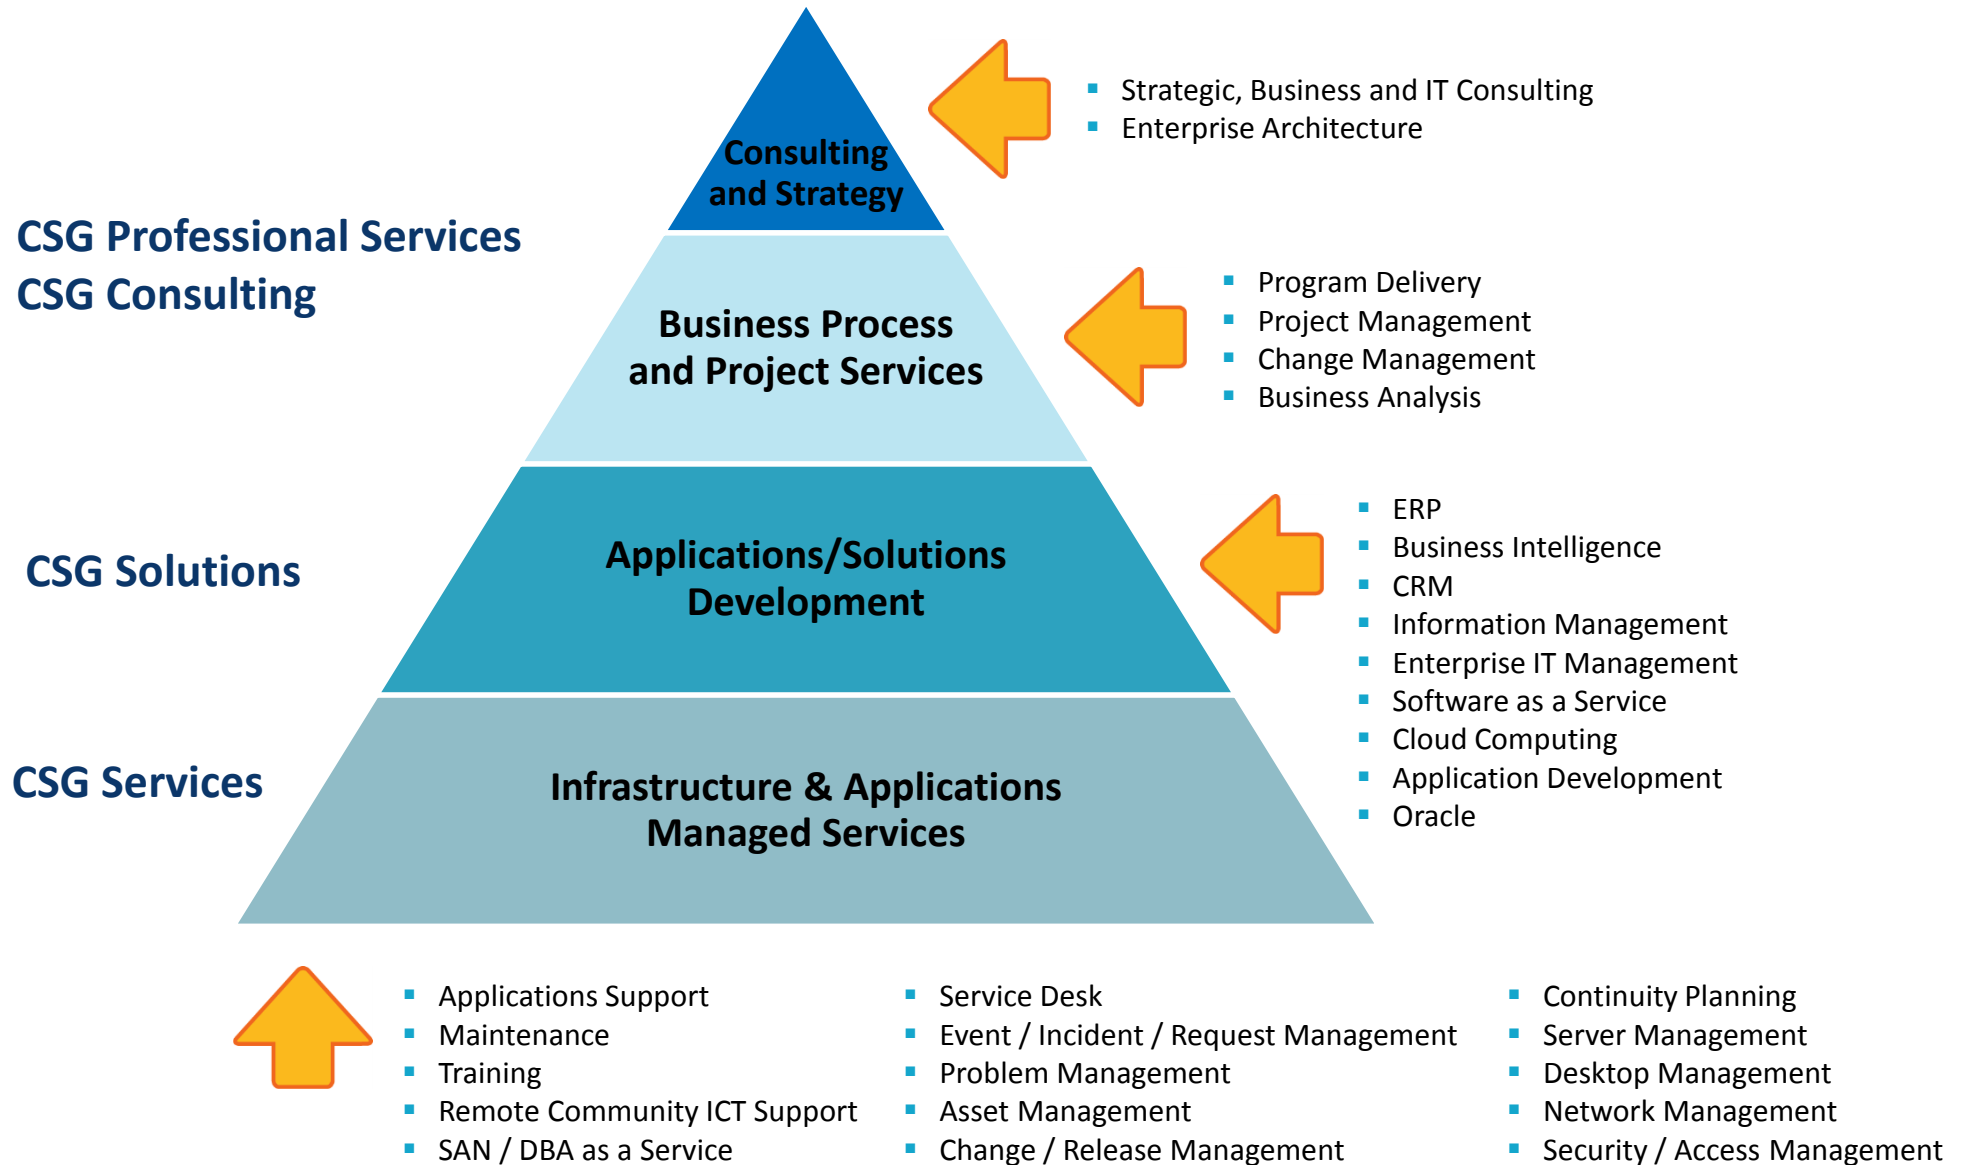 Consulting
and Strategy
Strategic, Business and IT Consulting
Enterprise Architecture
CSG Professional Services
CSG Consulting
Business Process
and Project Services
Program Delivery
Project Management
Change Management
Business Analysis
CSG Solutions
Applications/Solutions
Development
ERP
Business Intelligence
CRM
Information Management
Enterprise IT Management
Software as a Service
Cloud Computing
Application Development
Oracle
CSG Services
Infrastructure & Applications
Managed Services
Applications Support
Maintenance
Training
Remote Community ICT Support
SAN / DBA as a Service
Service Desk
Event / Incident / Request Management
Problem Management
Asset Management
Change / Release Management
Continuity Planning
Server Management
Desktop Management
Network Management
Security / Access Management